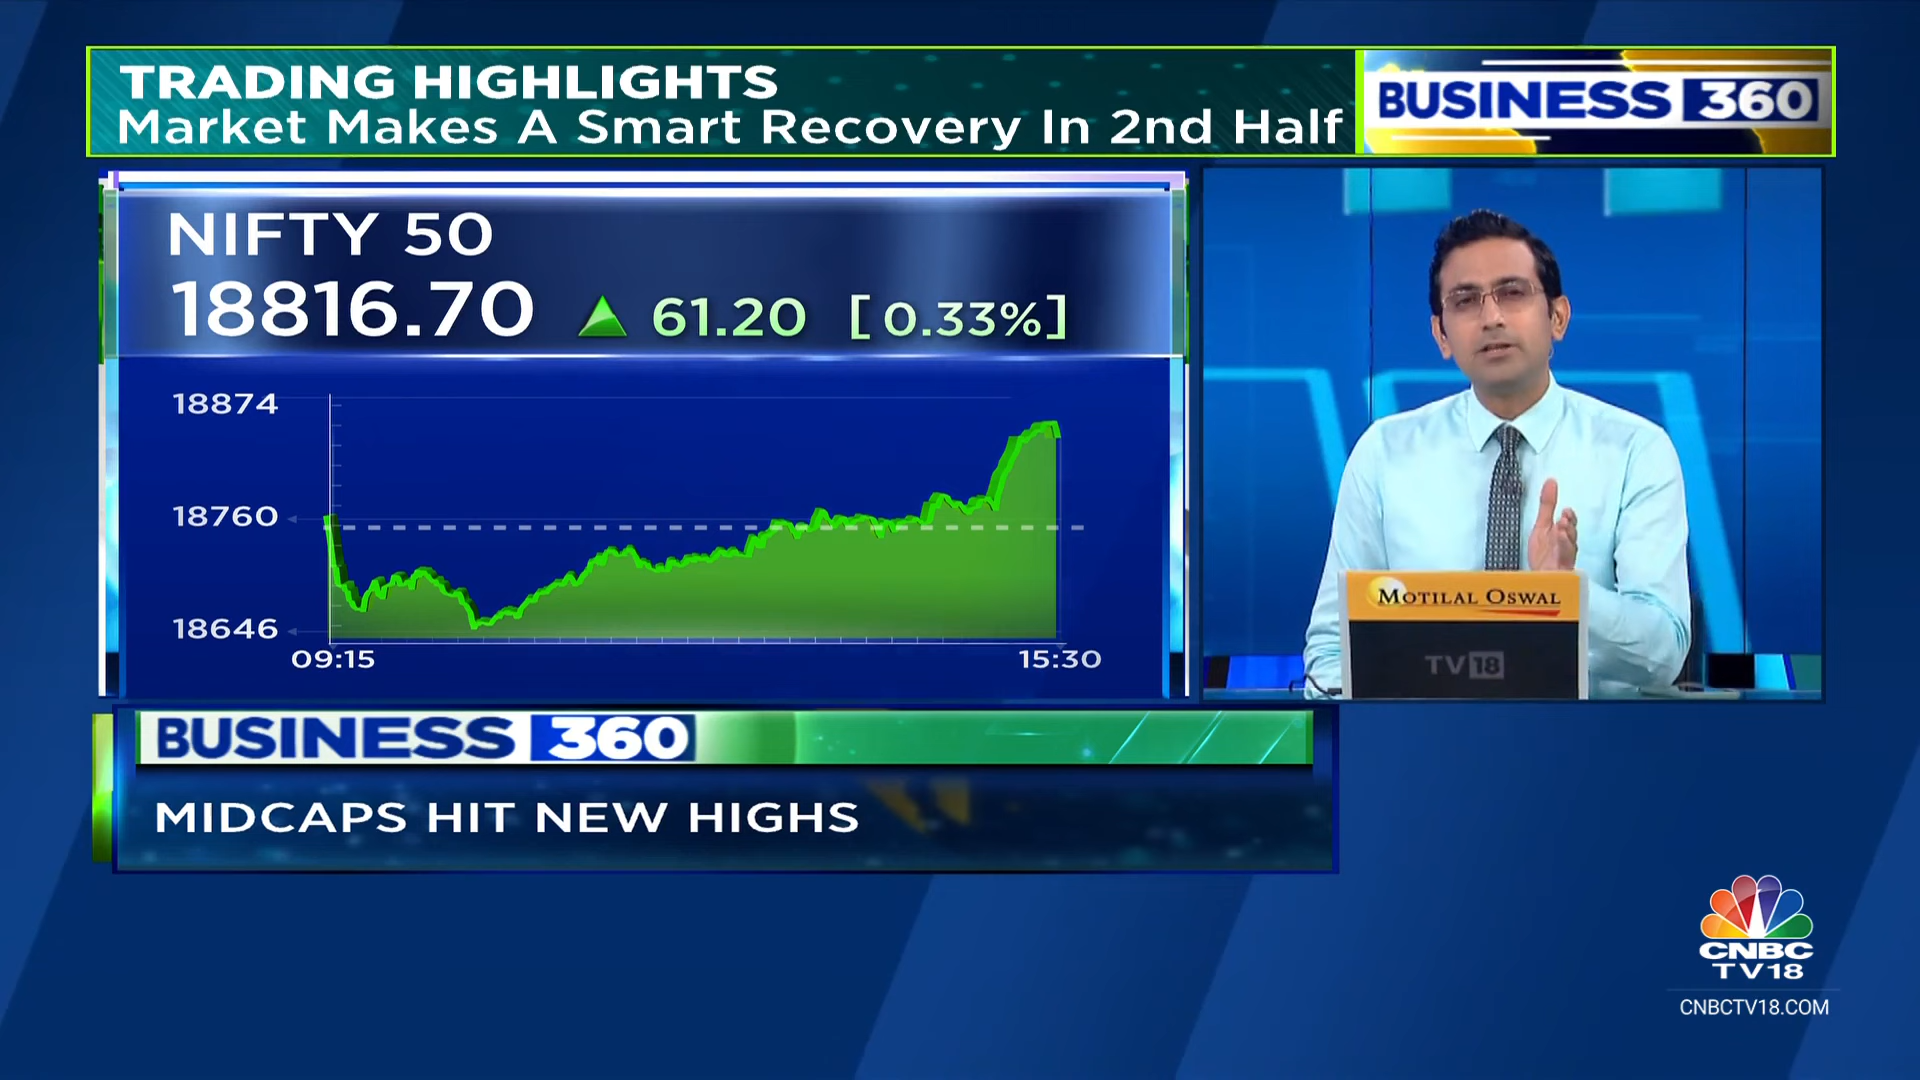 TRADING HIGHLIGHTS
Market Makes A Smart Recovery In 2nd Half
BUSINESS 360
NIFTY 50
18816.70 ▲ 61.20 [0.33%]
18874
18760
18646
09:15 15:30
MOTILAL OSWAL
TV18
BUSINESS 360
MIDCAPS HIT NEW HIGHS
CNBC
TV18
CNBCTV18.COM